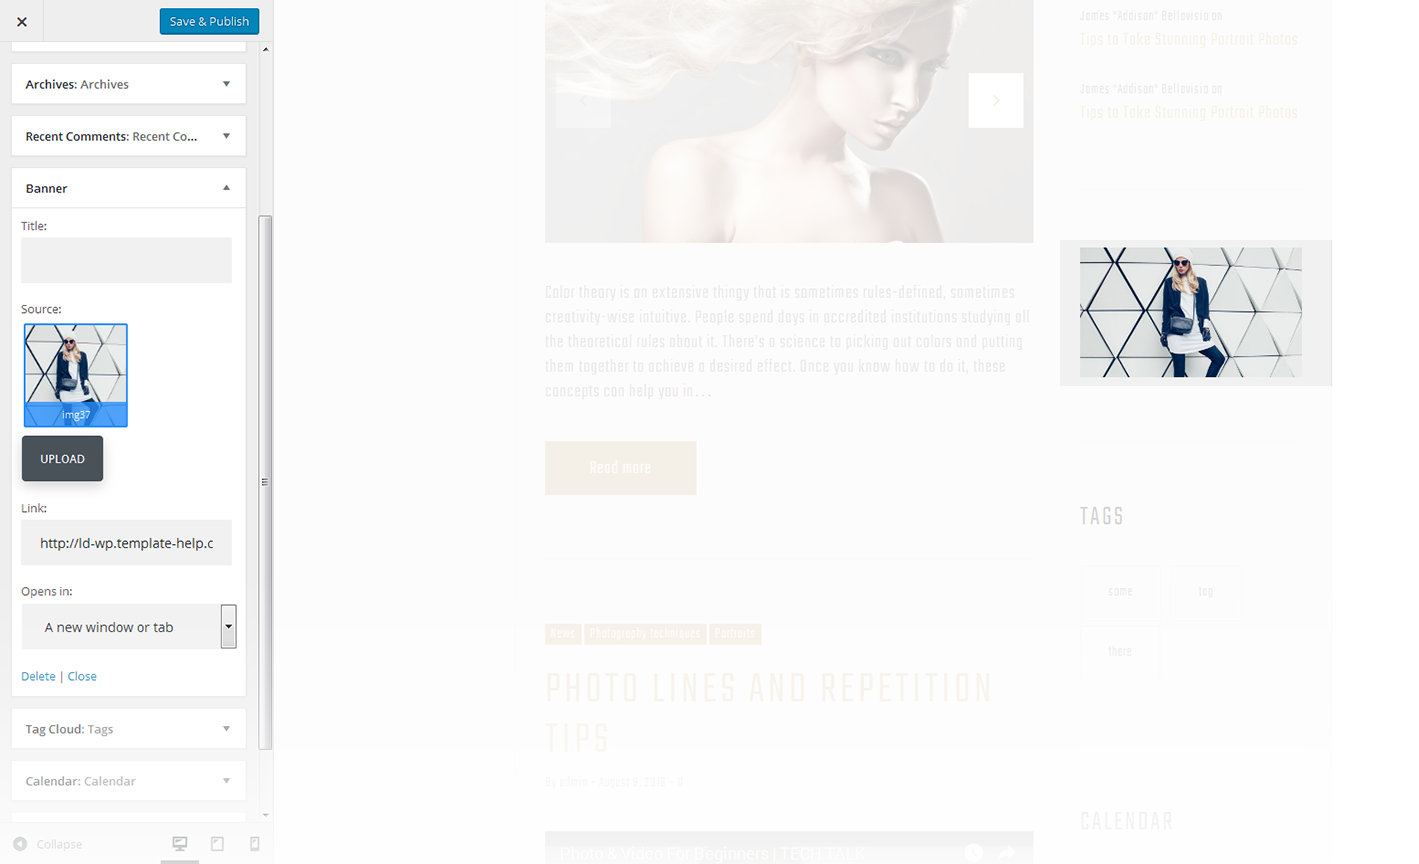 Save & Publish
Archives: Archives
Recent Comments: Recent Co...
Banner
Title:
Source:
Img37
UPLOAD
Link:
http://ld-wp.template-help.c
Opens in:
A new window or tab
Delete | Close
Tag Cloud: Tags
Calendar: Calendar
Collapse
Color theory is an extensive thingy that is sometimes rules-desired, sometimes
creativity-wise intuitive. People spend days in accredited institutions studying all
the theoretical rules about it. There's a science to picking out colors and putting
them together to achieve a desired effect. Once you know how to do it, these
concepts can help you in...
Read more
News
Photography techniques
Portraits
PHOTO LINES AND REPETITION
TIPS
By admin - August 8, 2016 - 0
Photo & Video For Beginners | TECH TALK
James "Addison" Bellovisio on
Tips to Take Stunning Portrait Photos
James "Addison" Bellovisio on
Tips to Take Stunning Portrait Photos
TAGS
some
tag
there
CALENDAR